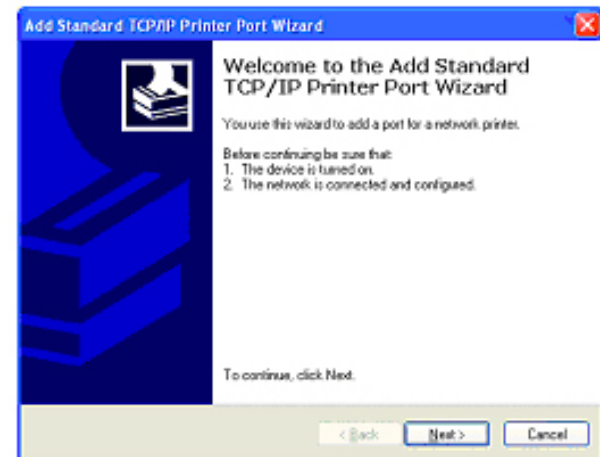 Add Standard TCP/IP Printer Port Wizard
Welcome to the Add Standard
TCP/IP Printer Port Wizard
You use this wizard to add a port for a network printer.
Before continuing be sure that:
1. The device is turned on.
2. The network is connected and configured.
To continue, click Next.
< Back Next > Cancel